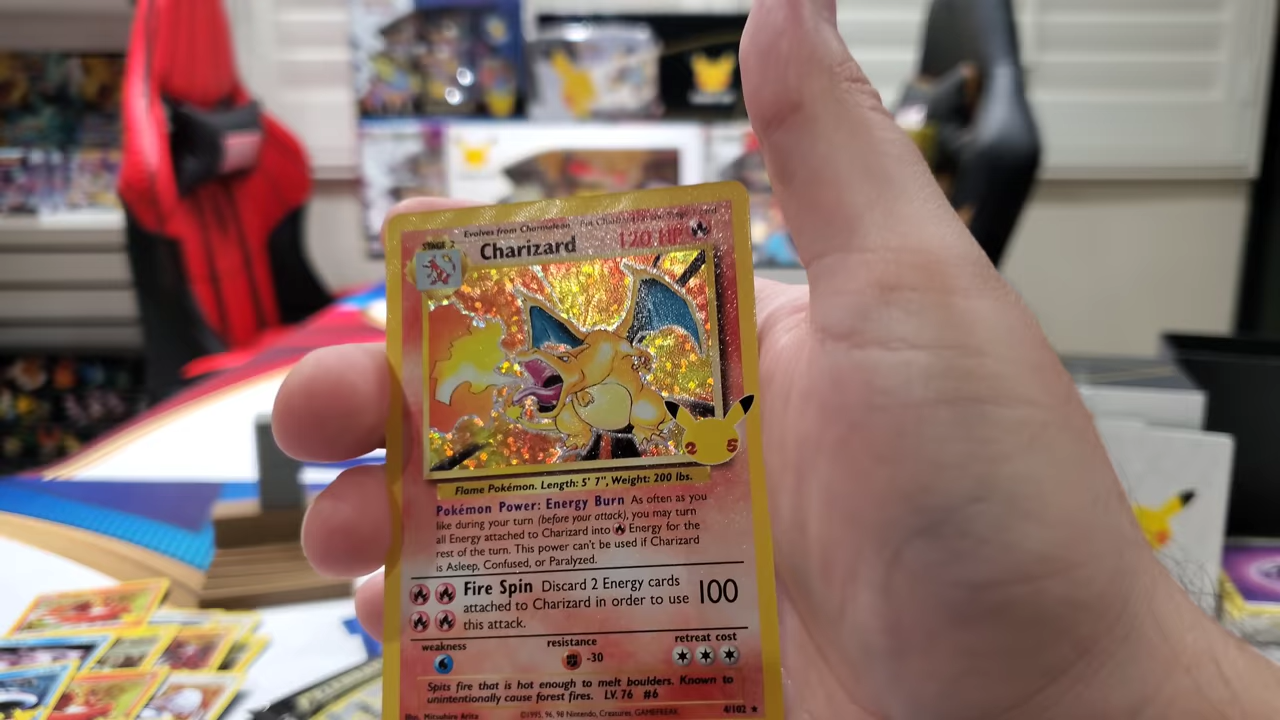 Evolves from Charmeleon
STAGE 2
Charizard
120 HP
2 5
Flame Pokémon. Length: 5' 7", Weight: 200 lbs.
Pokémon Power: Energy Burn As often as you
like during your turn (before your attack), you may turn
all Energy attached to Charizard into Energy for the
rest of the turn. This power can't be used if Charizard
is Asleep, Confused, or Paralyzed.
Fire Spin Discard 2 Energy cards
attached to Charizard in order to use
this attack.
100
weakness
resistance
retreat cost
-30
Spits fire that is hot enough to melt boulders. Known to
unintentionally cause forest fires. LV. 76 #6
Illus. Mitsuhiro Arita
©1995, 96, 98 Nintendo, Creatures, GAMEFREAK
4/102 ★